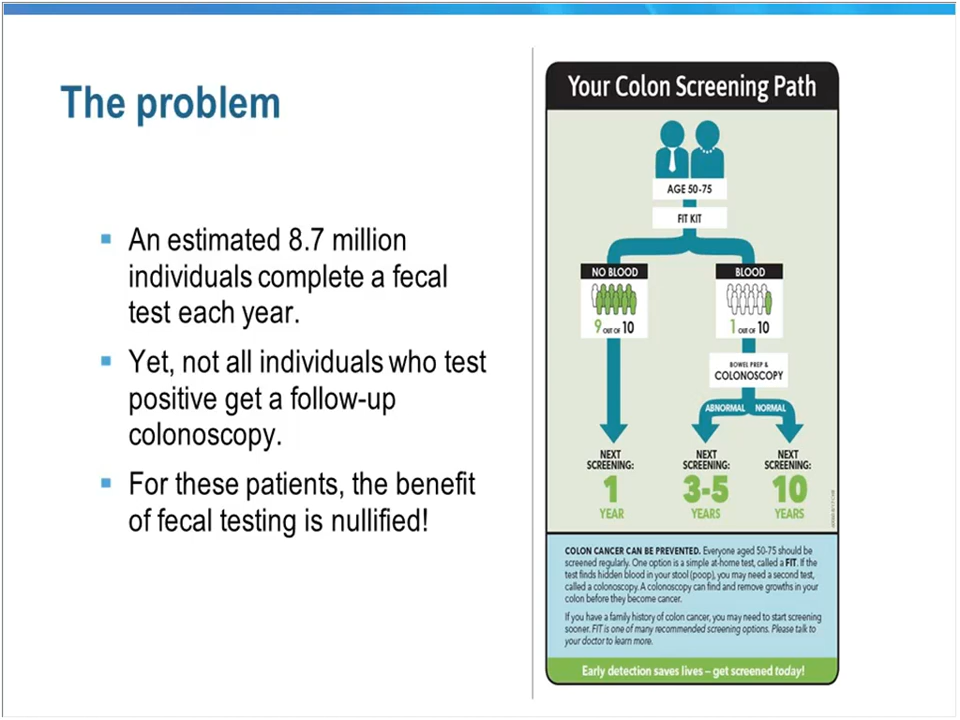 The problem
An estimated 8.7 million
individuals complete a fecal
test each year.
Yet, not all individuals who test
positive get a follow-up
colonoscopy.
For these patients, the benefit
of fecal testing is nullified!
Your Colon Screening Path
AGE 50-75
FIT KIT
NO BLOOD
9 OUT OF 10
BLOOD
1 OUT OF 10
BOWEL PREP &
COLONOSCOPY
ABNORMAL NORMAL
NEXT
SCREENING:
1
YEAR
NEXT
SCREENING:
3-5
YEARS
NEXT
SCREENING:
10
YEARS
COLON CANCER CAN BE PREVENTED. Everyone aged 50-75 should be
screened regularly. One option is a simple at-home test, called a FIT. If the
test finds hidden blood in your stool (poop), you may need a second test,
called a colonoscopy. A colonoscopy can find and remove growths in your
colon before they become cancer.
If you have a family history of colon cancer, you may need to start screening
sooner. FIT is one of many recommended screening options. Please talk to
your doctor to learn more.
Early detection saves lives – get screened today!